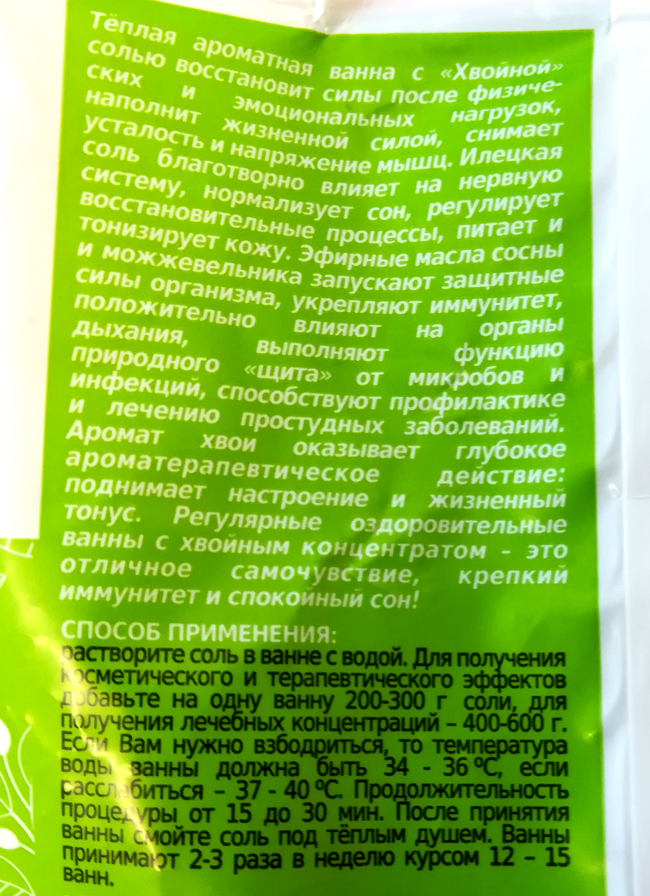 Тёплая ароматная ванна с «Хвойной»
солью восстановит силы после физиче-
ских и эмоциональных нагрузок,
наполнит жизненной силой, снимает
усталость и напряжение мышц. Илецкая
соль благотворно влияет на нервную
систему, нормализует сон, регулирует
восстановительные процессы, питает и
тонизирует кожу. Эфирные масла сосны
и можжевельника запускают защитные
силы организма, укрепляют иммунитет,
положительно влияют на органы
дыхания, выполняют функцию
природного «щита» от микробов и
инфекций, способствуют профилактике
и лечению простудных заболеваний.
Аромат хвои оказывает глубокое
ароматерапевтическое действие:
поднимает настроение и жизненный
тонус. Регулярные оздоровительные
ванны с хвойным концентратом – это
отличное самочувствие, крепкий
иммунитет и спокойный сон!
СПОСОБ ПРИМЕНЕНИЯ:
растворите соль в ванне с водой. Для получения
косметического и терапевтического эффектов
добавьте на одну ванну 200-300 г соли, для
получения лечебных концентраций – 400-600 г.
Если Вам нужно взбодриться, то температура
воды ванны должна быть 34 - 36 ºС, если
расслабиться – 37 - 40 ºС. Продолжительность
процедуры от 15 до 30 мин. После принятия
ванны смойте соль под тёплым душем. Ванны
принимают 2-3 раза в неделю курсом 12 – 15
ванн.